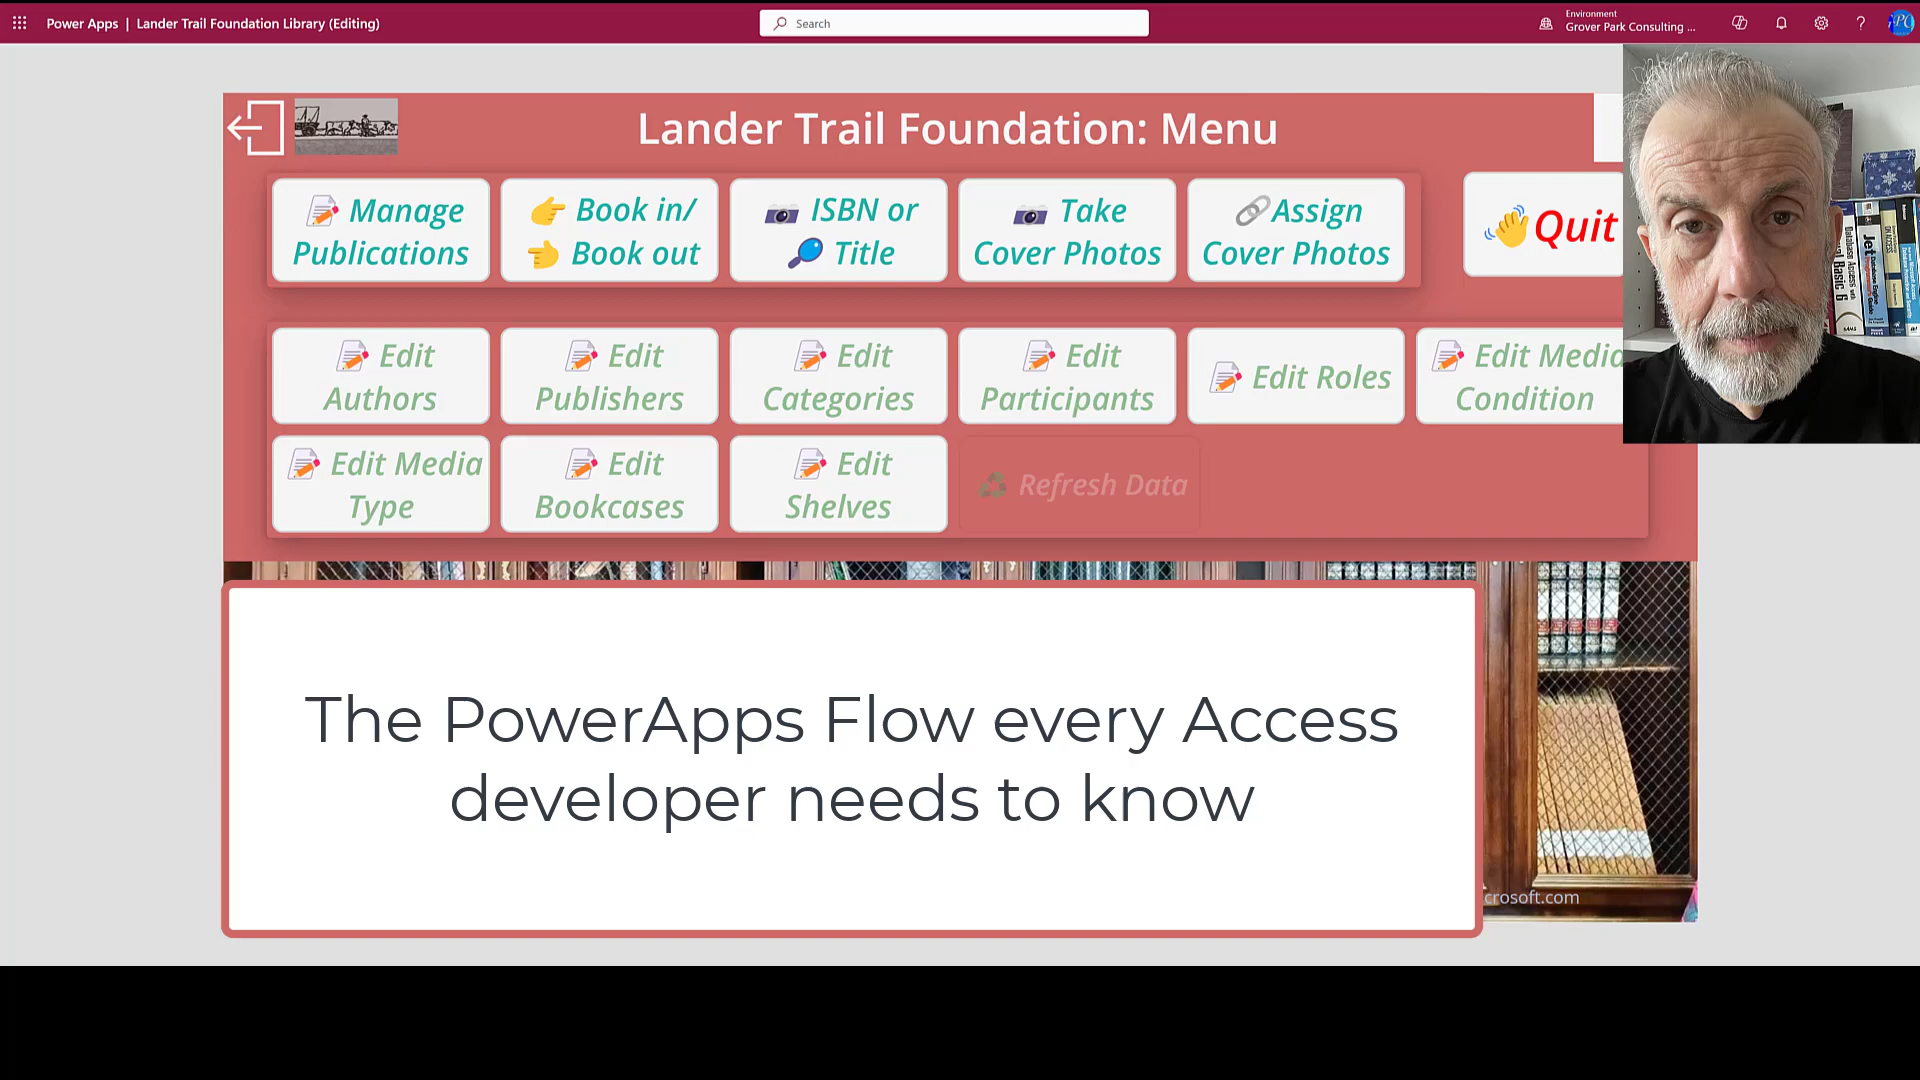 Power Apps | Lander Trail Foundation Library (Editing)
Search
Environment
Grover Park Consulting ...
Lander Trail Foundation: Menu
Manage
Publications
Book in/
Book out
ISBN or
Title
Take
Cover Photos
Assign
Cover Photos
Quit
Edit
Authors
Edit
Publishers
Edit
Categories
Edit
Participants
Edit Roles
Edit Media
Condition
Edit Media
Type
Edit
Bookcases
Edit
Shelves
Refresh Data
The PowerApps Flow every Access
developer needs to know
crosoft.com